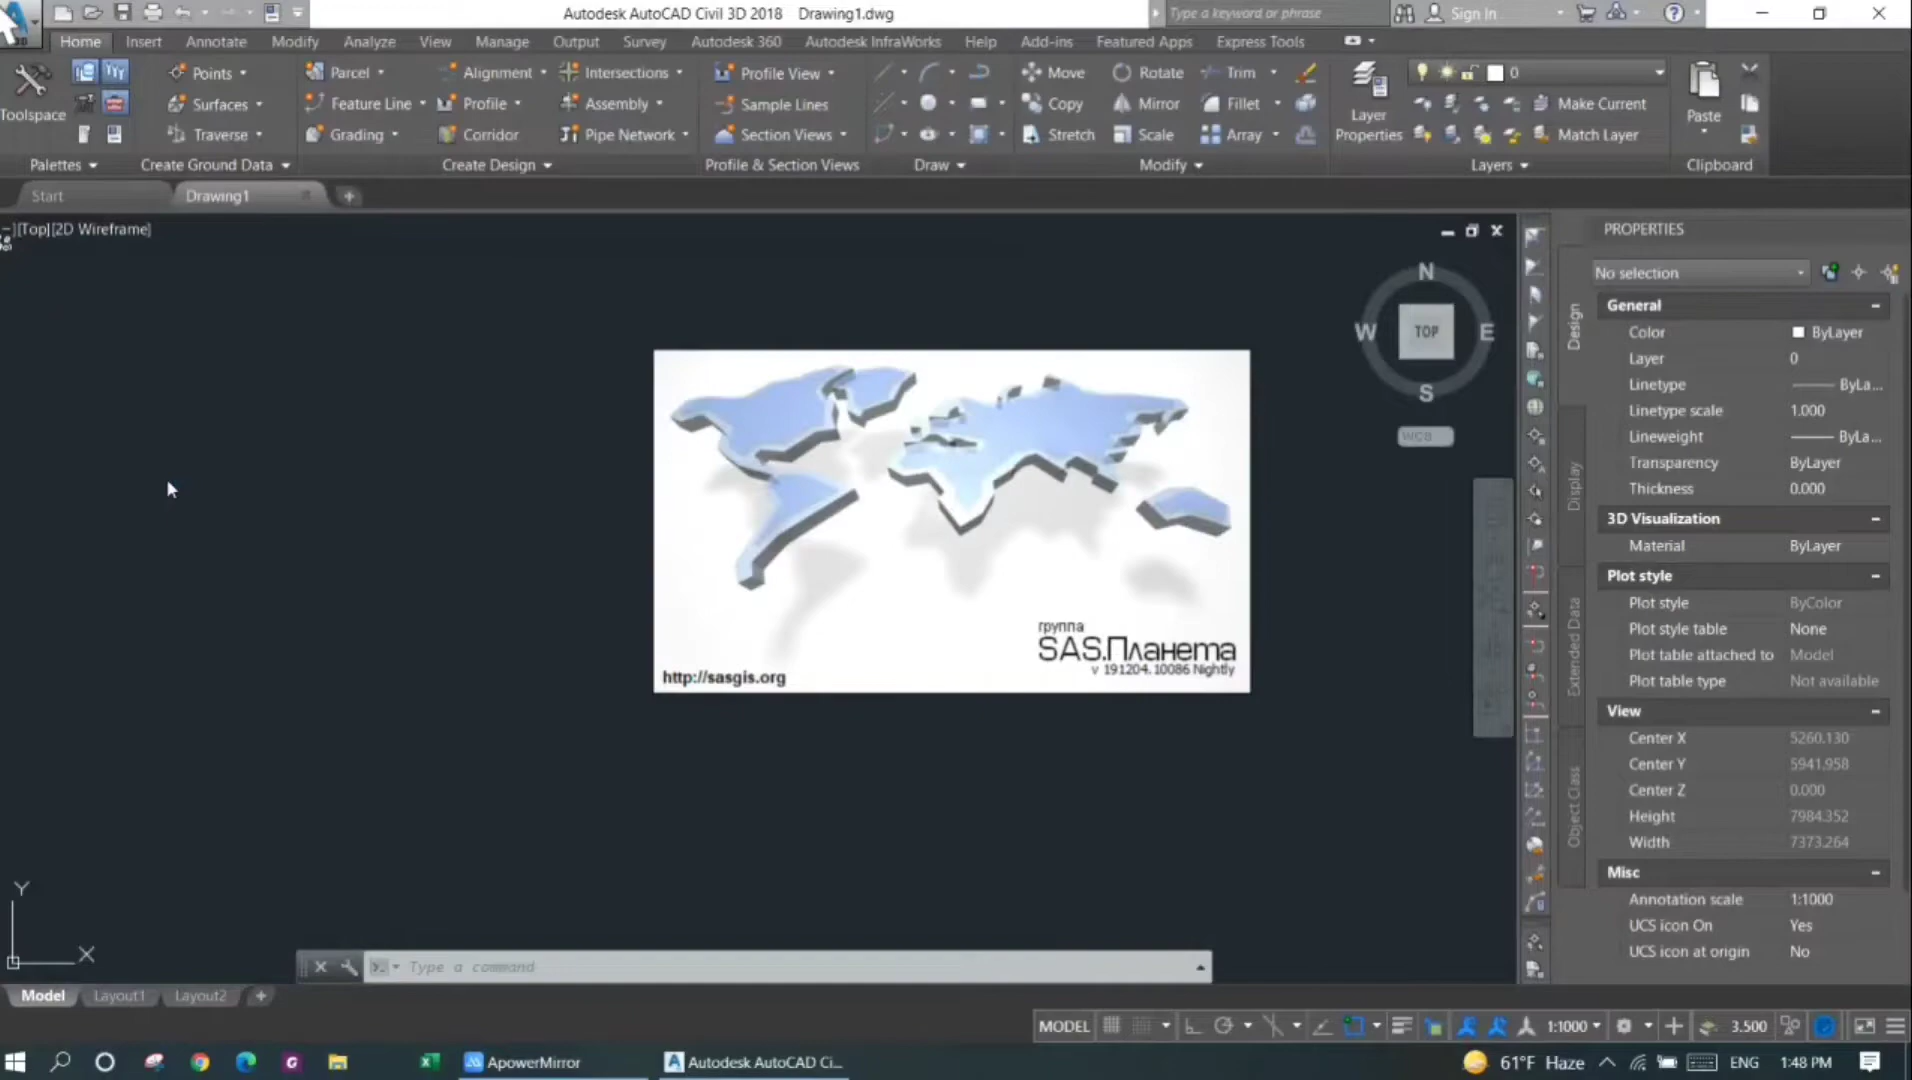 Autodesk AutoCAD Civil 3D 2018 Drawing1.dwg
Type a keyword or phrase
Sign In
Home Insert Annotate Modify Analyze View Manage Output Survey Autodesk 360 Autodesk InfraWorks Help Add-ins Featured Apps Express Tools
Toolspace
Points
Surfaces
Traverse
Parcel
Feature Line
Grading
Alignment
Profile
Corridor
Intersections
Assembly
Pipe Network
Profile View
Sample Lines
Section Views
Move
Copy
Stretch
Rotate
Mirror
Scale
Trim
Fillet
Array
Layer
Properties
0
Make Current
Match Layer
Paste
Palettes
Create Ground Data
Create Design
Profile & Section Views
Draw
Modify
Layers
Clipboard
Start
Drawing1
[Top][2D Wireframe]
N
W
TOP
E
S
WCS
группа
SAS.Планета
v 191204.10086 Nightly
http://sasgis.org
PROPERTIES
No selection
Design
Display
Extended Data
Object Class
General
Color ByLayer
Layer 0
Linetype ByLa...
Linetype scale 1.000
Lineweight ByLa...
Transparency ByLayer
Thickness 0.000
3D Visualization
Material ByLayer
Plot style
Plot style ByColor
Plot style table None
Plot table attached to Model
Plot table type Not available
View
Center X 5260.130
Center Y 5941.958
Center Z 0.000
Height 7984.352
Width 7373.264
Misc
Annotation scale 1:1000
UCS icon On Yes
UCS icon at origin No
Y
X
Type a command
Model Layout1 Layout2
MODEL
1:1000
3.500
ApowerMirror
Autodesk AutoCAD Ci...
61°F Haze
ENG
1:48 PM